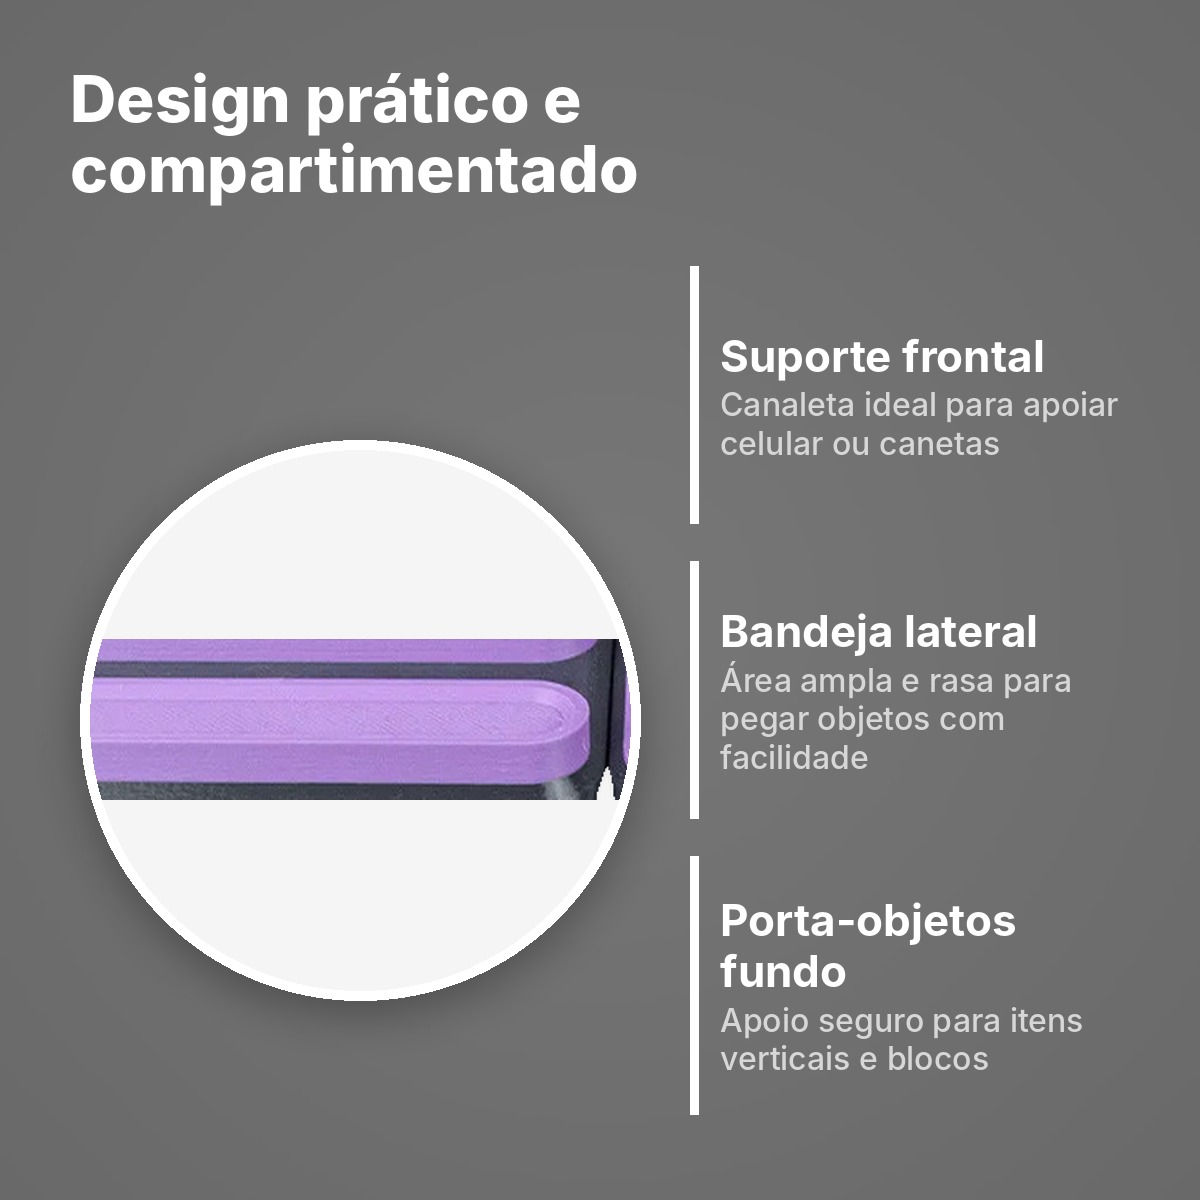 Design prático e
compartimentado
Suporte frontal
Canaleta ideal para apoiar
celular ou canetas
Bandeja lateral
Área ampla e rasa para
pegar objetos com
facilidade
Porta-objetos
fundo
Apoio seguro para itens
verticais e blocos